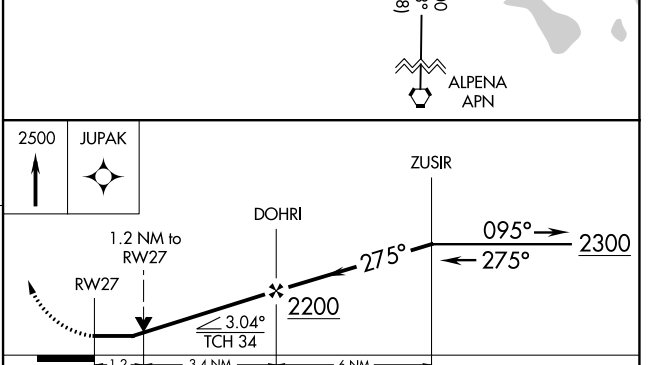 ALPENA
APN
2500
JUPAK
ZUSIR
DOHRI
095°
2300
275°
275°
1.2 NM to
RW27
RW27
2200
3.04°
TCH 34
1.2
3.4 NM
6 NM